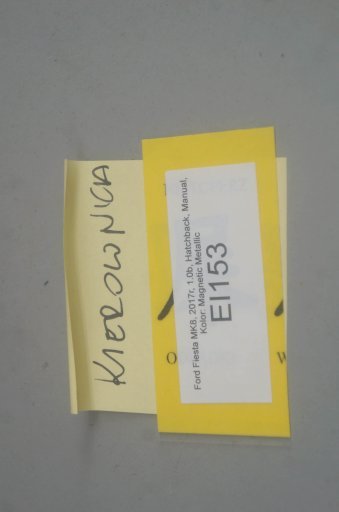 KIEROWNICA
Ford Fiesta MK8, 2017r, 1.0b, Hatchback, Manual,
Kolor: Magnetic Metallic
EI153
O
W